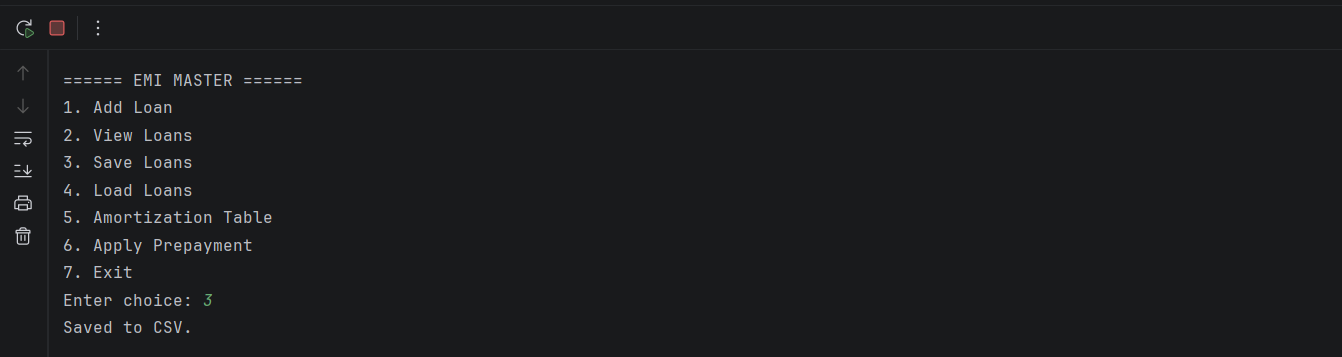 ====== EMI MASTER ======
1. Add Loan
2. View Loans
3. Save Loans
4. Load Loans
5. Amortization Table
6. Apply Prepayment
7. Exit
Enter choice: 3
Saved to CSV.